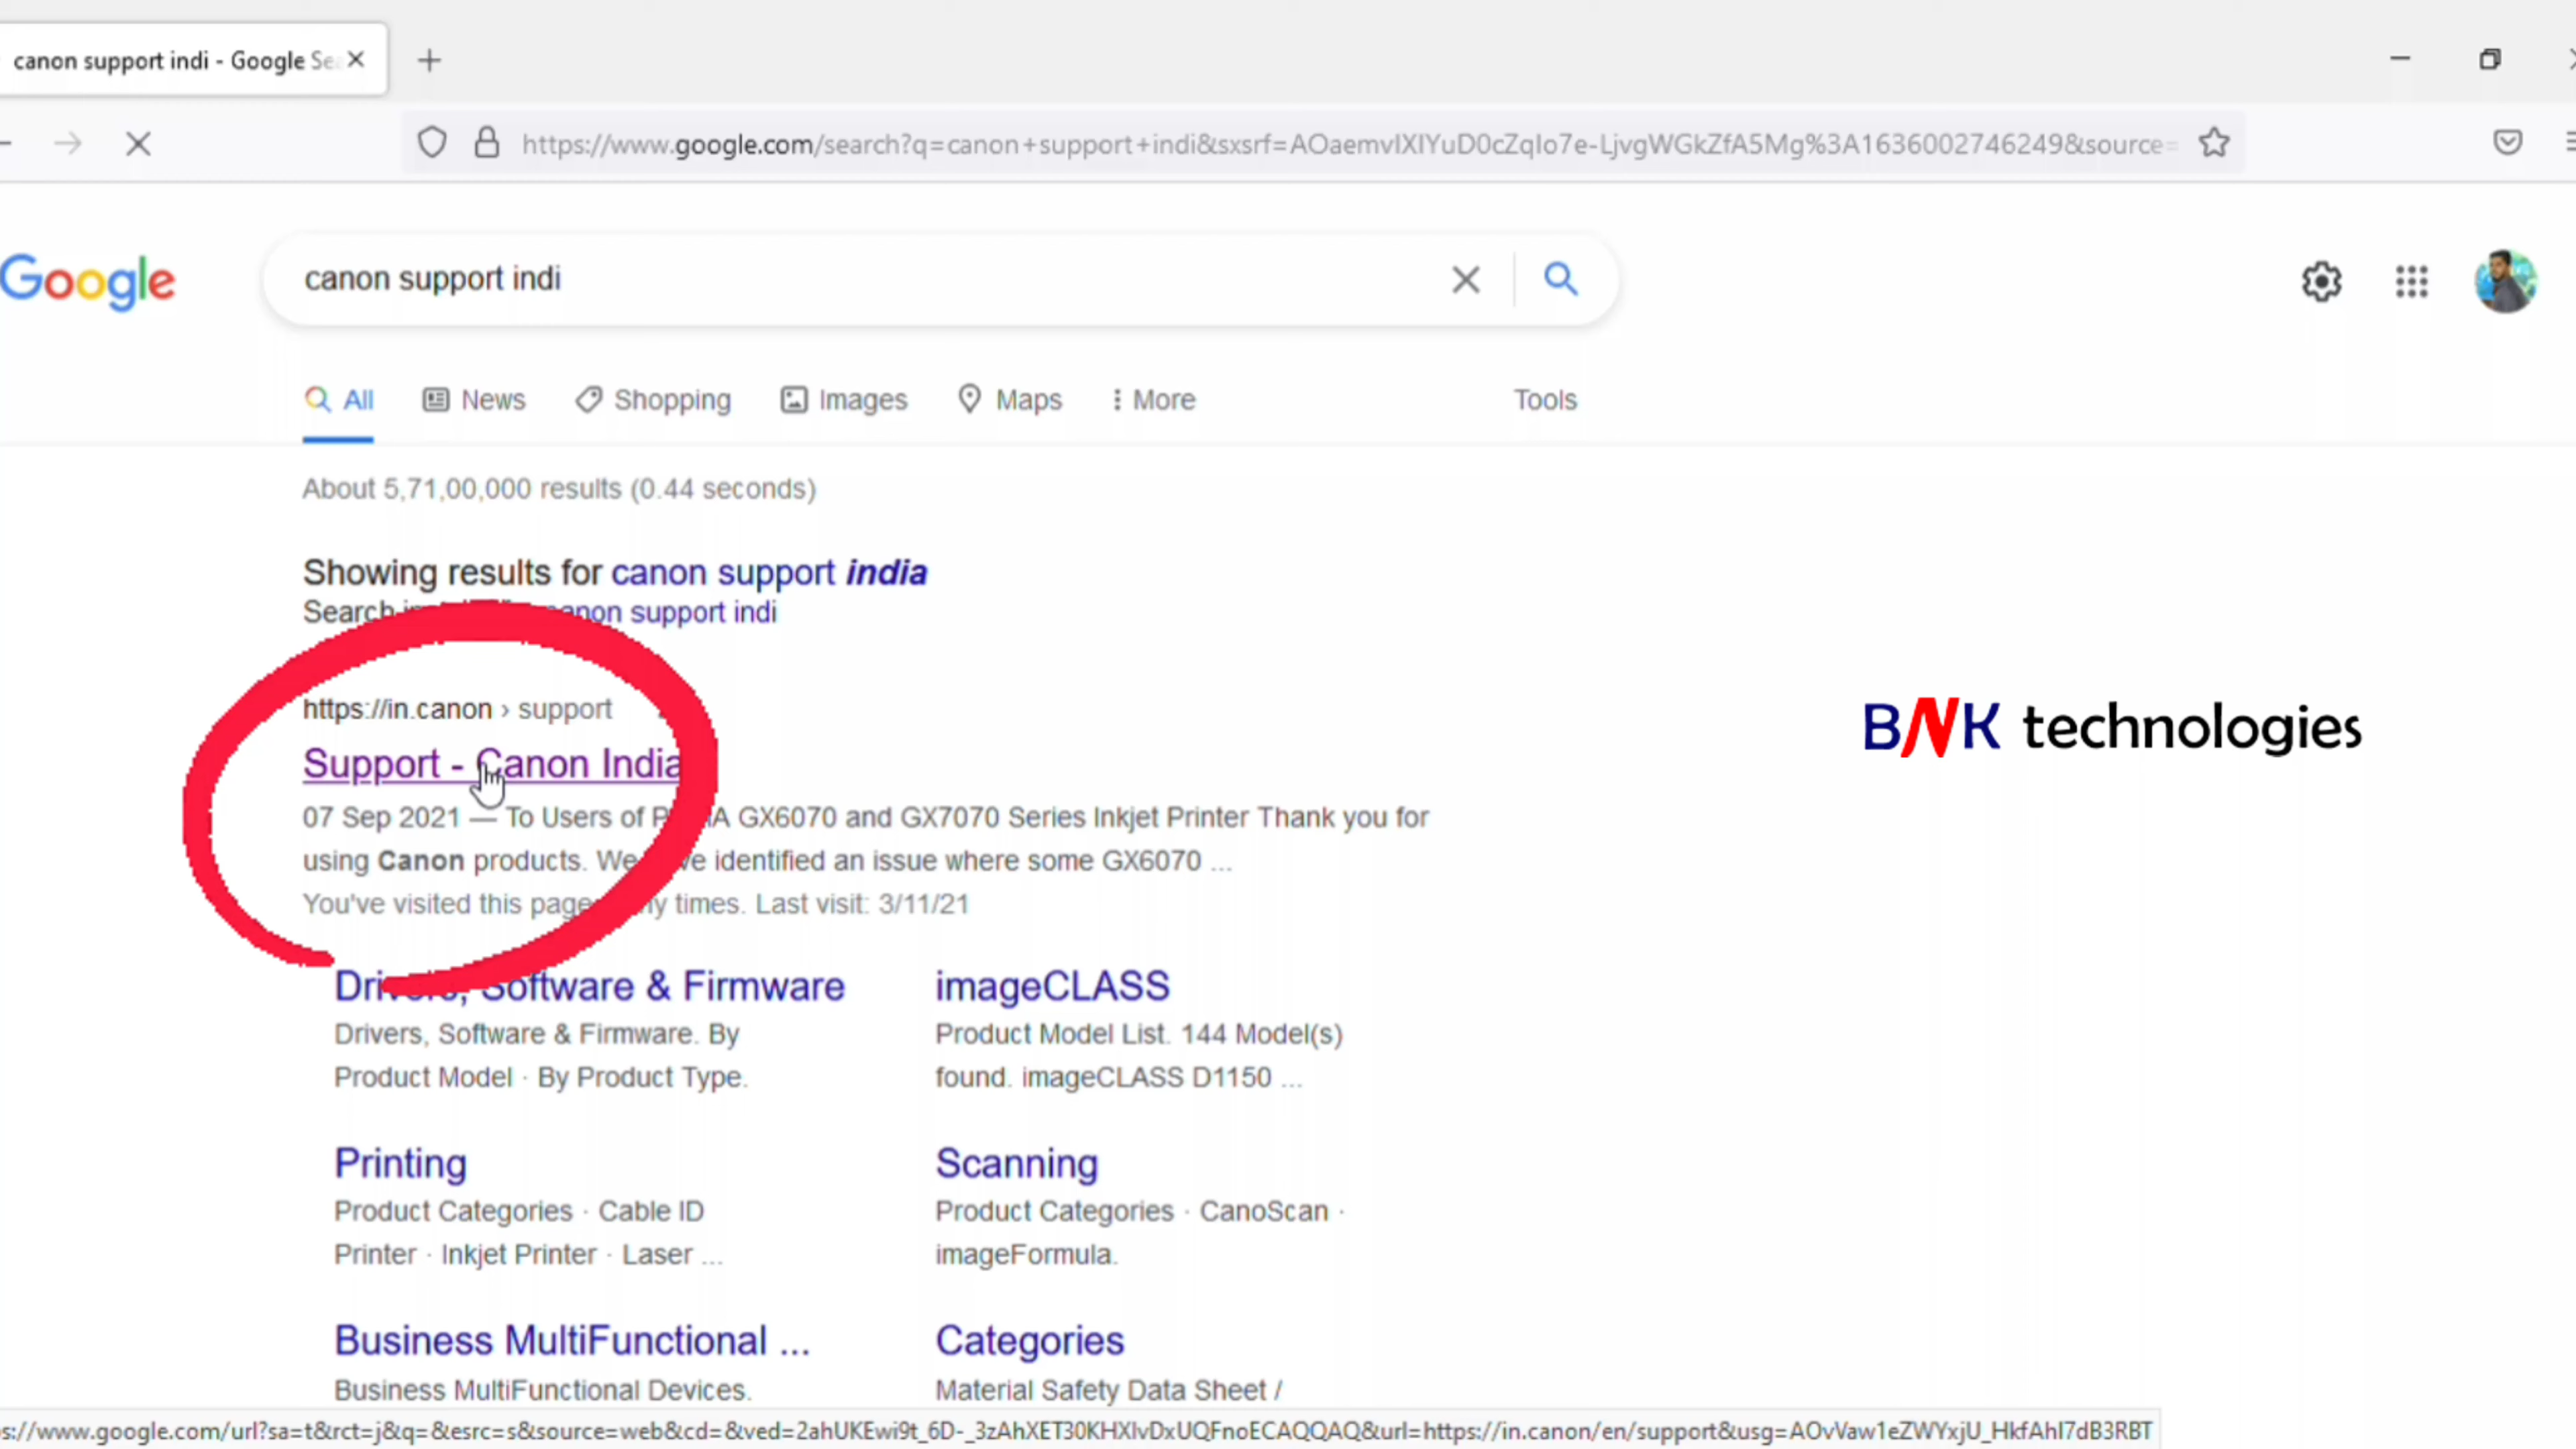 canon support indi - Google Sea
https://www.google.com/search?q=canon+support+indi&sxsrf=AOaemvIXIYuD0cZqIo7e-LjvgWGkZfA5Mg%3A1636002746249&source=
Google
canon support indi
All News Shopping Images Maps More Tools
About 5,71,00,000 results (0.44 seconds)
Showing results for canon support india
Search canon support indi
https://in.canon › support
Support - Canon India
07 Sep 2021 — To Users of GX6070 and GX7070 Series Inkjet Printer Thank you for
using Canon products. We identified an issue where some GX6070 ...
You've visited this page times. Last visit: 3/11/21
BNK technologies
Drivers, Software & Firmware
Drivers, Software & Firmware. By
Product Model · By Product Type.
imageCLASS
Product Model List. 144 Model(s)
found. imageCLASS D1150 ...
Printing
Product Categories · Cable ID
Printer · Inkjet Printer · Laser ...
Scanning
Product Categories · CanoScan ·
imageFormula.
Business MultiFunctional ...
Business MultiFunctional Devices.
Categories
Material Safety Data Sheet /
s://www.google.com/url?sa=t&rct=j&q=&esrc=s&source=web&cd=&ved=2ahUKEwi9t_6D-_3zAhXET30KHXIvDxUQFnoECAQQAQ&url=https://in.canon/en/support&usg=AOvVaw1eZWYxjU_HkfAhI7dB3RBT